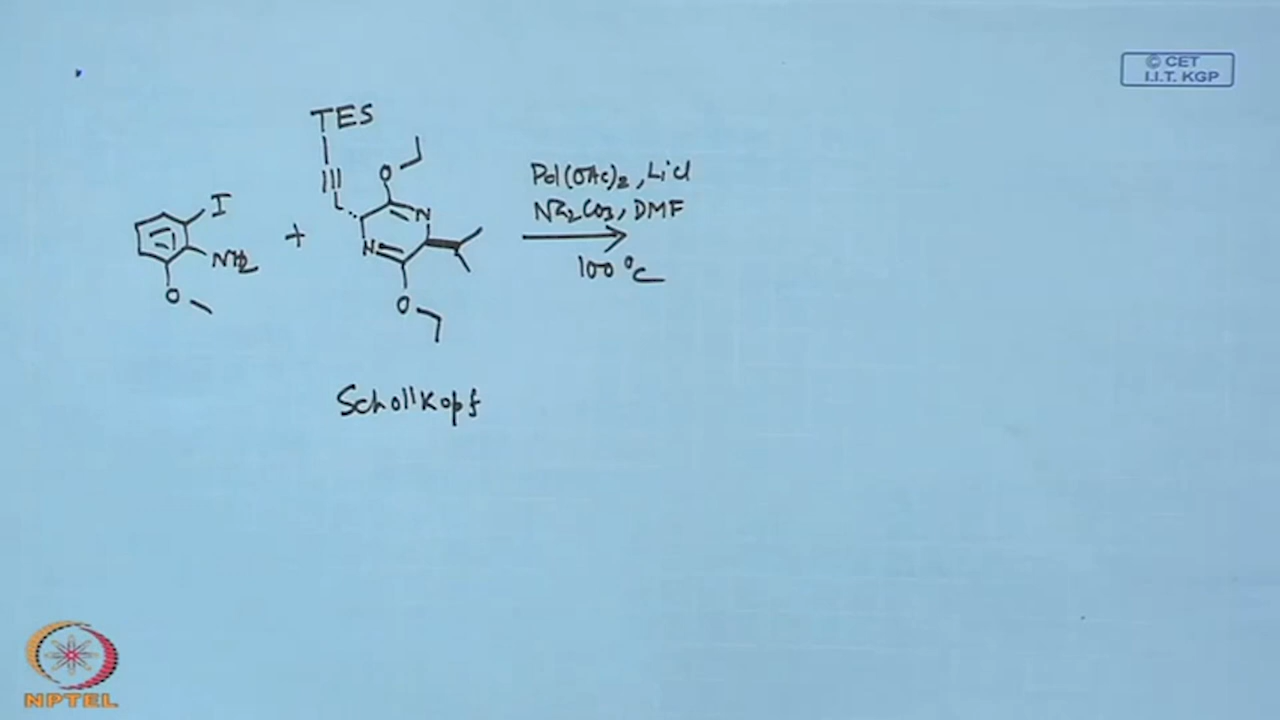 © CET
I.I.T. KGP
TES
O
I
N
+
Pd(OAc)2, LiCl
Na2CO3, DMF
NH2
N
100 °C
O
O
Schollkopf
NPTEL